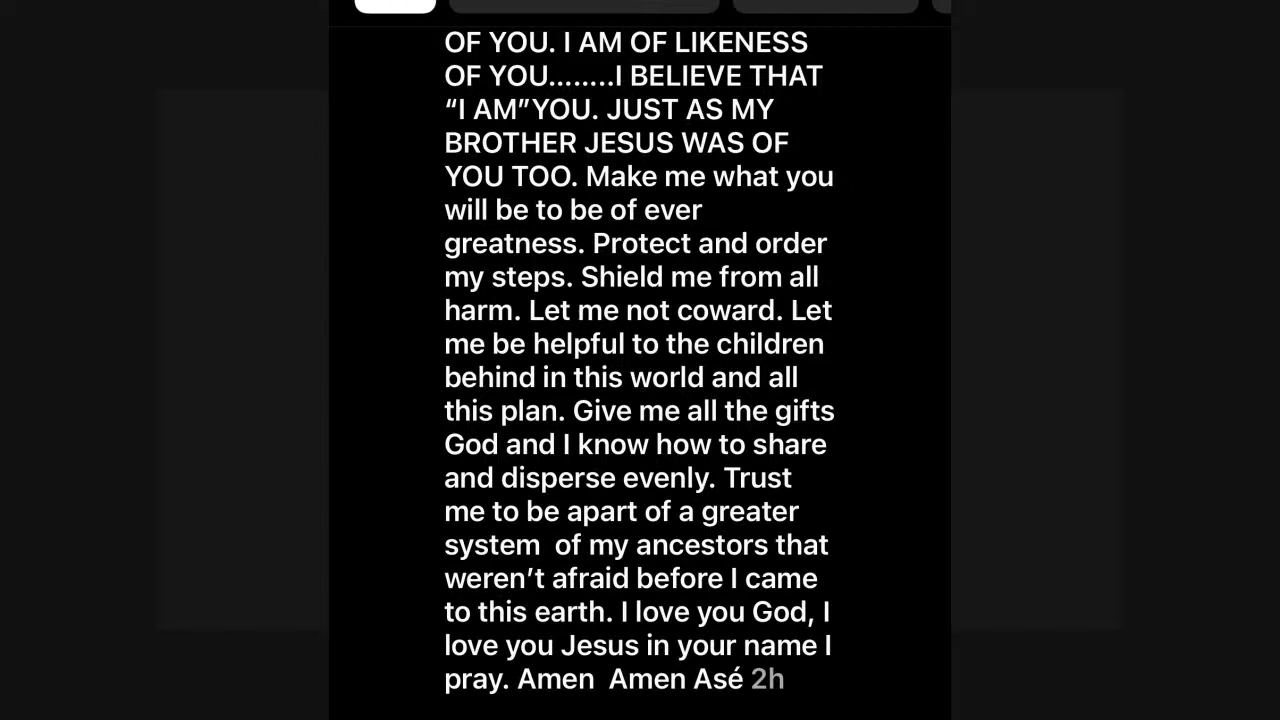 OF YOU. I AM OF LIKENESS
OF YOU........I BELIEVE THAT
“I AM”YOU. JUST AS MY
BROTHER JESUS WAS OF
YOU TOO. Make me what you
will be to be of ever
greatness. Protect and order
my steps. Shield me from all
harm. Let me not coward. Let
me be helpful to the children
behind in this world and all
this plan. Give me all the gifts
God and I know how to share
and disperse evenly. Trust
me to be apart of a greater
system  of my ancestors that
weren’t afraid before I came
to this earth. I love you God, I
love you Jesus in your name I
pray. Amen  Amen Asé 2h